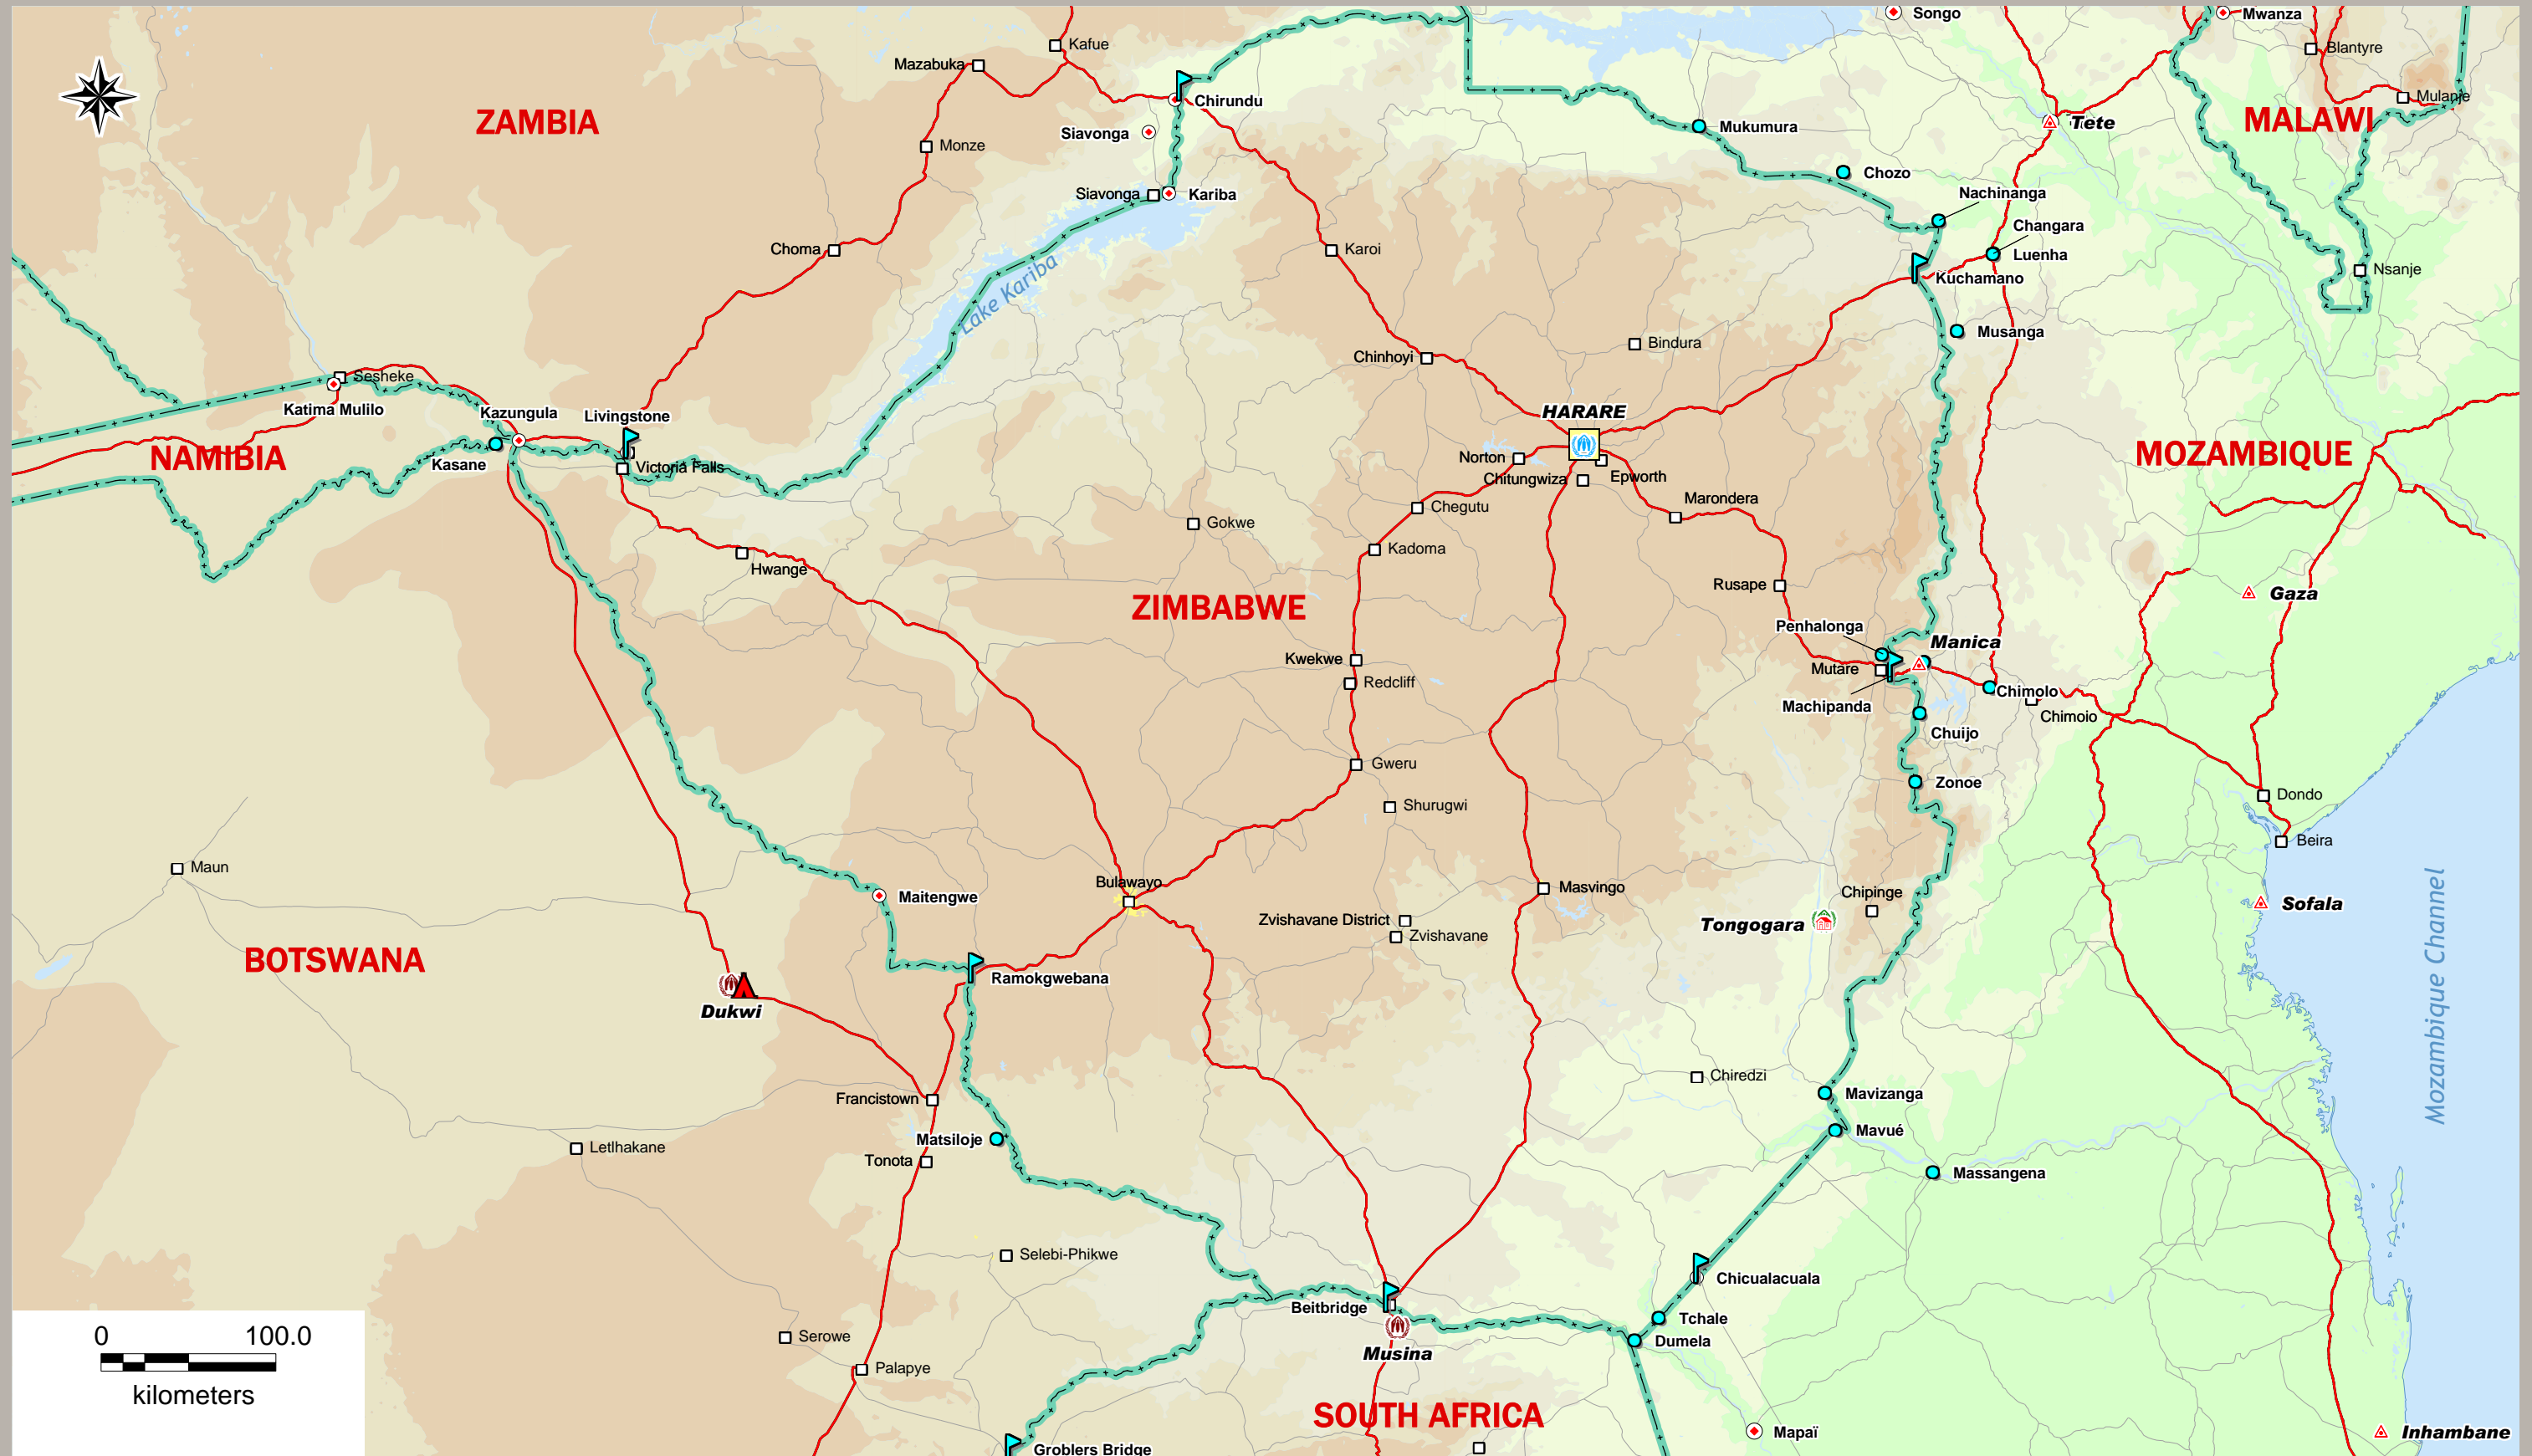 Songo
Mwanza
Kafue
Blantyre
Mazabuka
Mulanje
Chirundu
ZAMBIA
MALAWI
Tete
Mukumura
Siavonga
Monze
Chozo
Siavonga
Kariba
Nachinanga
Changara
Choma
Karoi
Luenha
Lake Kariba
Nsanje
Kuchamano
Musanga
Bindura
Chinhoyi
Sesheke
Katima Mulilo
Kazungula
Livingstone
HARARE
NAMIBIA
Kasane
Victoria Falls
Norton
MOZAMBIQUE
Chitungwiza
Epworth
Marondera
Chegutu
Gokwe
Kadoma
Hwange
Rusape
Gaza
ZIMBABWE
Penhalonga
Manica
Kwekwe
Mutare
Redcliff
Chimolo
Machipanda
Chimoio
Chuijo
Gweru
Zonoe
Dondo
Shurugwi
Beira
Maun
Bulawayo
Masvingo
Chipinge
Maitengwe
Sofala
Zvishavane District
Tongogara
Zvishavane
Mozambique Channel
BOTSWANA
Ramokgwebana
Dukwi
Chiredzi
Mavizanga
Francistown
Mavué
Matsiloje
Letlhakane
Tonota
Massangena
Selebi-Phikwe
Chicualacuala
Beitbridge
Tchale
0 100.0
Serowe
Dumela
Musina
Palapye
kilometers
SOUTH AFRICA
Mapaï
Inhambane
Groblers Bridge